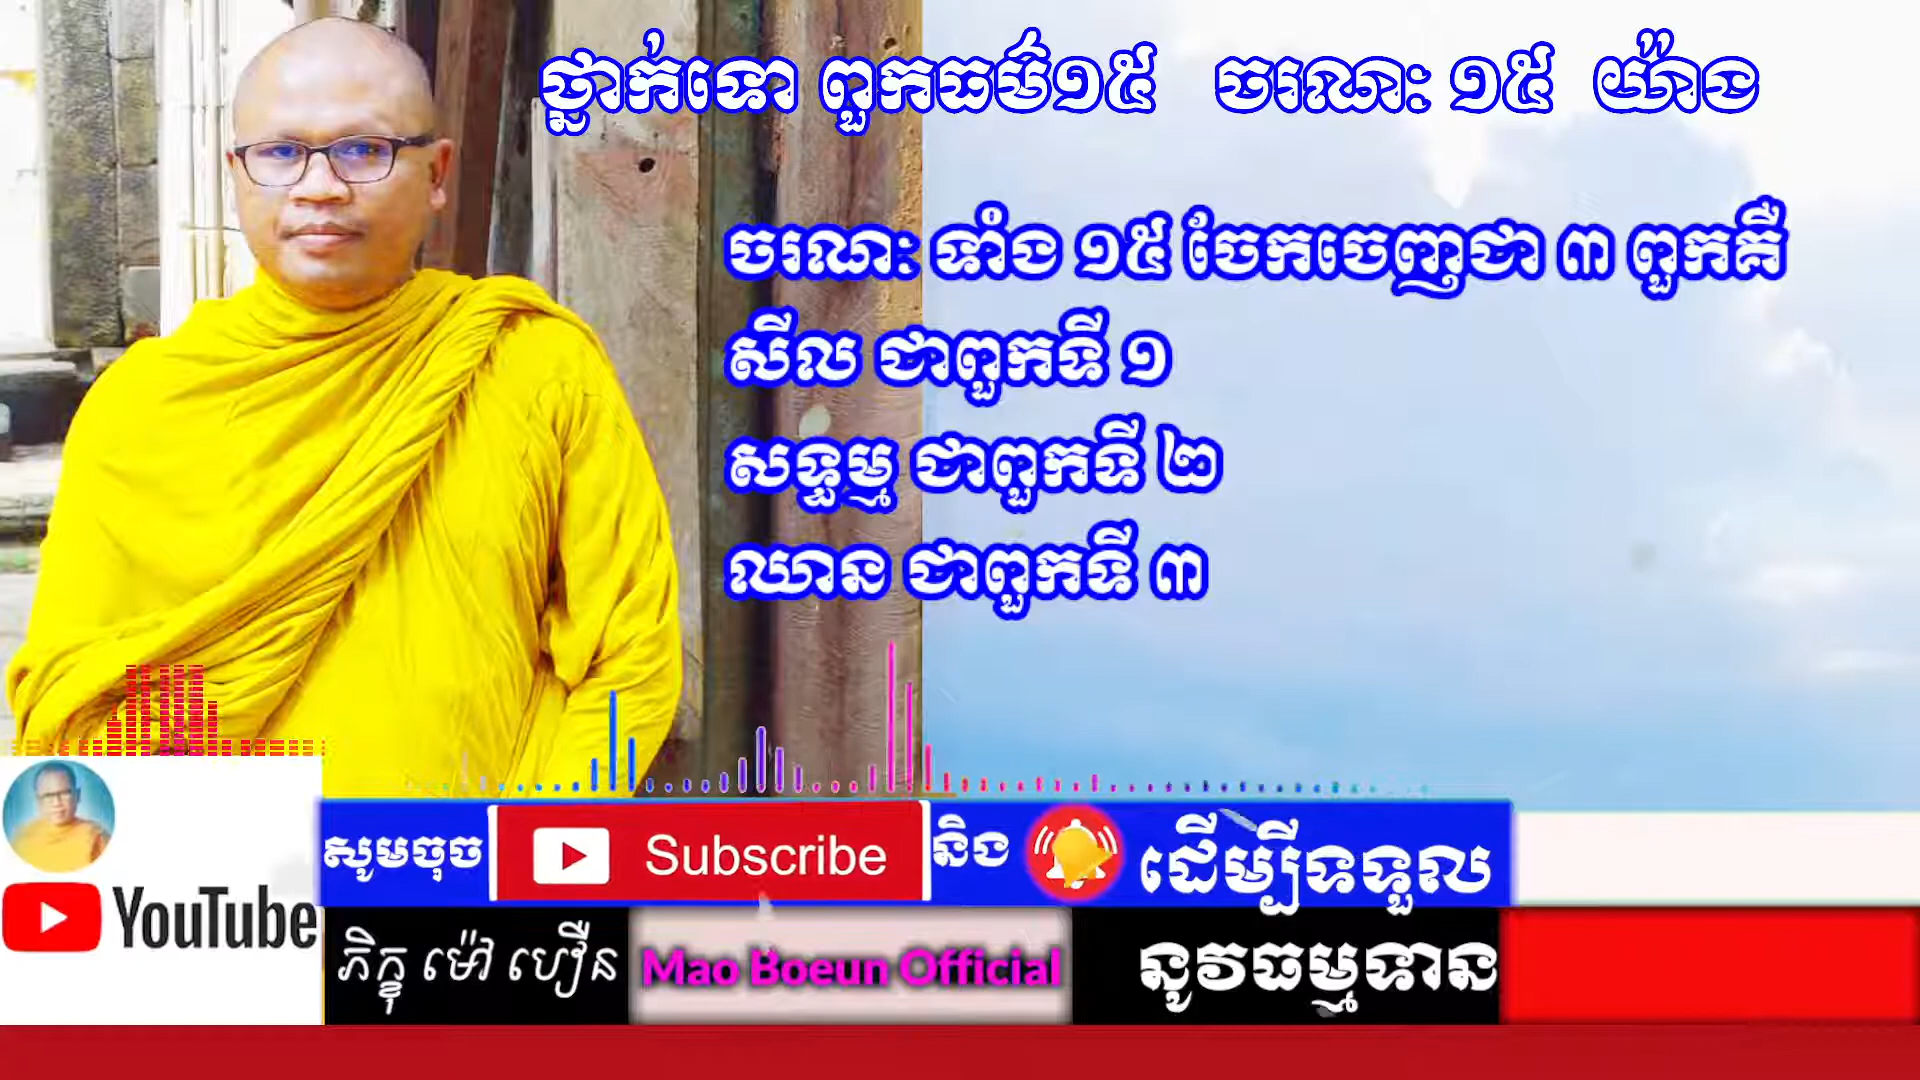 ថ្នាក់ទោ ពួកធម៌១៥ ចរណៈ ១៥ យ៉ាង
ចរណៈ ទាំង ១៥ ចែកចេញជា ៣ ពួកគឺ
សីល ជាពួកទី ១
សទ្ធម្ម ជាពួកទី ២
ឈាន ជាពួកទី ៣
សូមចុច Subscribe និង ដើម្បីទទួល
YouTube
ភិក្ខុ ម៉ៅ បឿន Mao Boeun Official នូវធម្មទាន